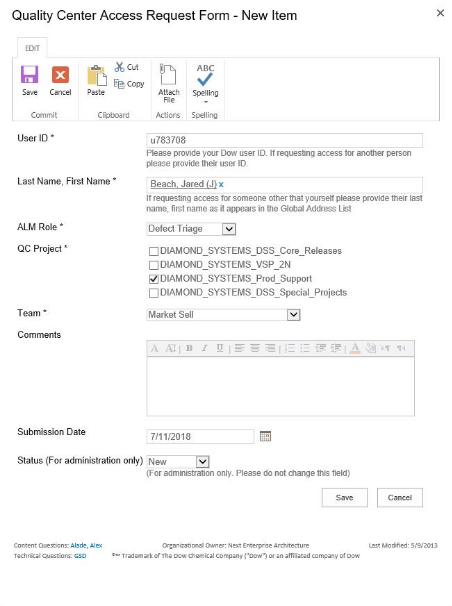 Quality Center Access Request Form - New Item
EDIT
Save
Cancel
Paste
Cut
Copy
Attach
File
ABC
Spelling
Commit
Clipboard
Actions
Spelling
User ID *
u783708
Please provide your Dow user ID. If requesting access for another person
please provide their user ID.
Last Name, First Name *
Beach, Jared (J) x
If requesting access for someone other that yourself please provide their last
name, first name as it appears in the Global Address List
ALM Role *
Defect Triage
QC Project *
DIAMOND_SYSTEMS_DSS_Core_Releases
DIAMOND_SYSTEMS_VSP_2N
DIAMOND_SYSTEMS_Prod_Support
DIAMOND_SYSTEMS_DSS_Special_Projects
Team *
Market Sell
Comments
A AI B I U A
Submission Date
7/11/2018
Status (For administration only)
New
(For administration only. Please do not change this field)
Save
Cancel
Content Questions: Alade, Alex
Organizational Owner: Next Enterprise Architecture
Last Modified: 5/9/2013
Technical Questions: GSD
®™ Trademark of The Dow Chemical Company ("Dow") or an affiliated company of Dow